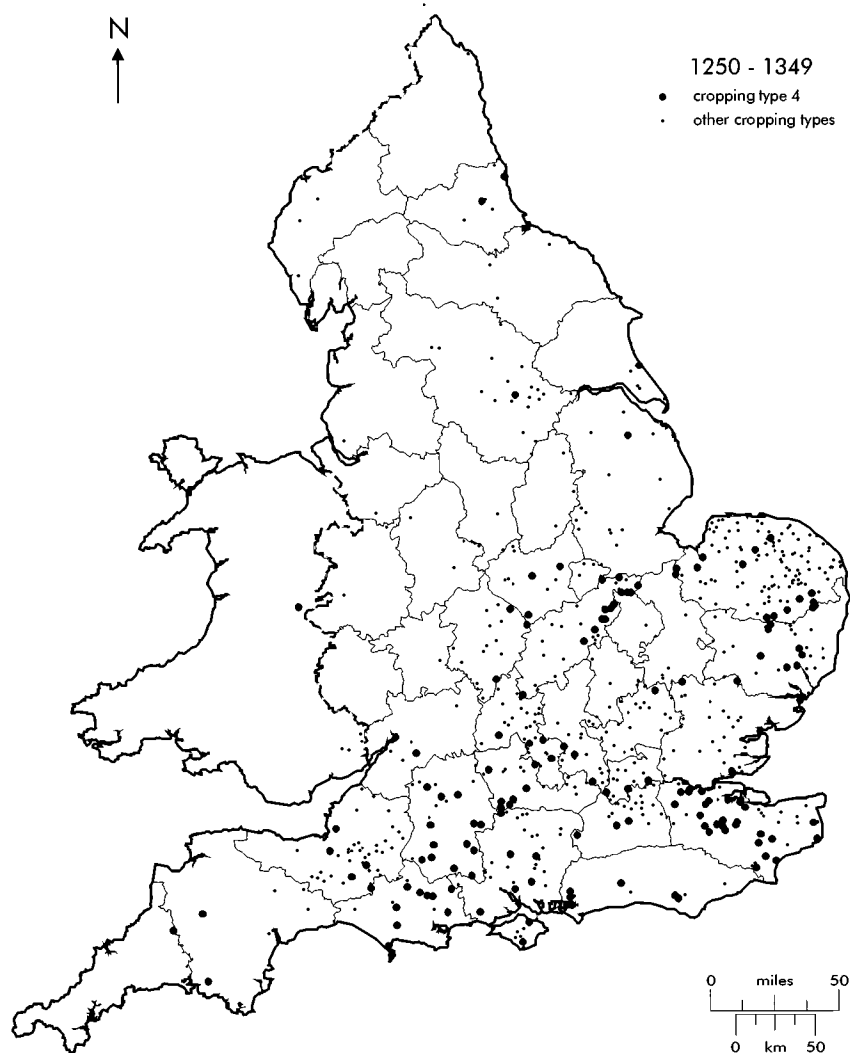 N
1250 - 1349
cropping type 4
other cropping types
0 miles 50
0 km 50